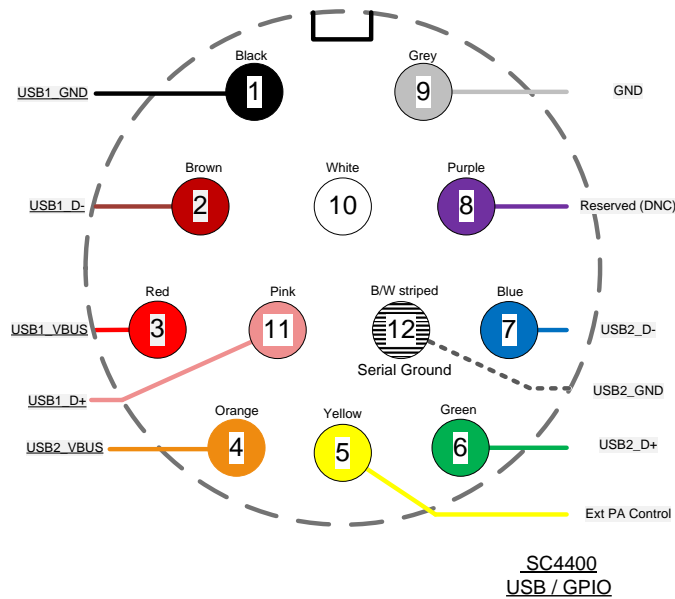 Black
Grey
USB1_GND
1
9
GND
Brown
White
Purple
USB1_D-
2
10
8
Reserved (DNC)
Red
Pink
B/W striped
Blue
USB1_VBUS
3
11
12
7
USB2_D-
Serial Ground
USB1_D+
USB2_GND
Orange
Yellow
Green
USB2_VBUS
4
5
6
USB2_D+
Ext PA Control
SC4400
USB / GPIO